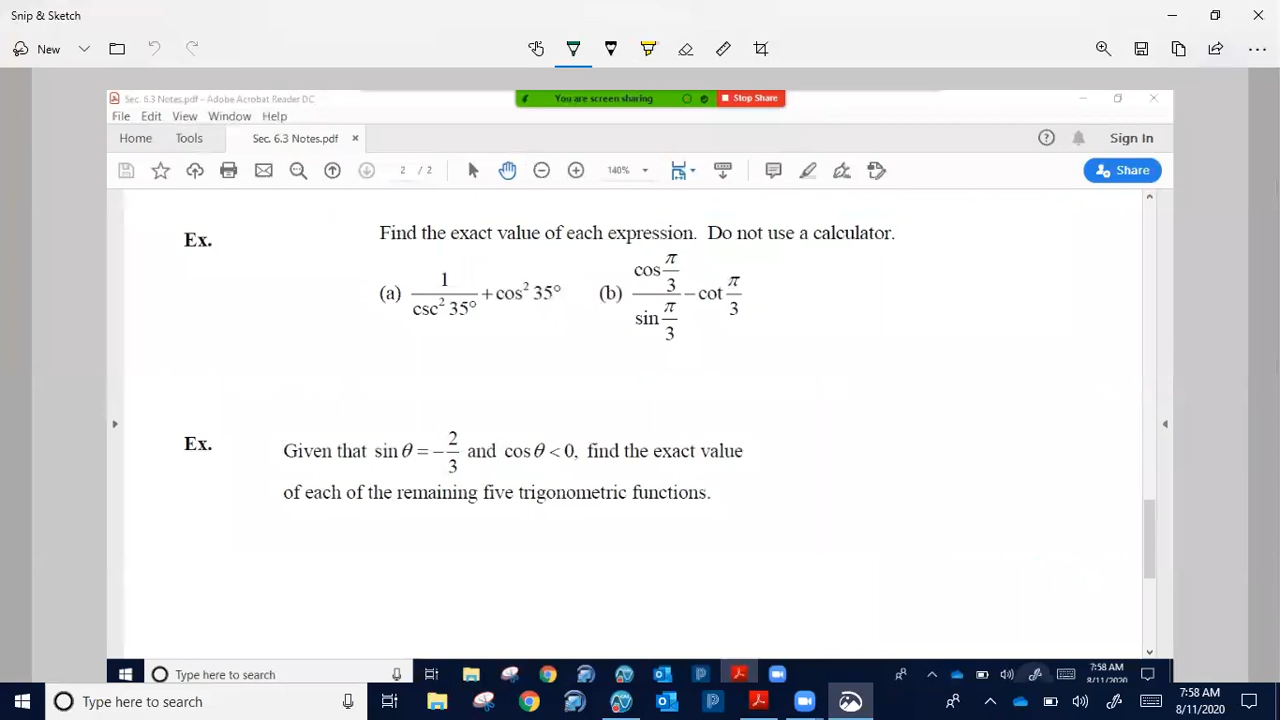 Snip & Sketch
New
Sec. 6.3 Notes.pdf - Adobe Acrobat Reader DC
You are screen sharing
Stop Share
File Edit View Window Help
Home Tools Sec. 6.3 Notes.pdf × Sign In
2 / 2 140% Share
Ex. Find the exact value of each expression. Do not use a calculator.
(a) 1/csc² 35° + cos² 35° (b) cos π/3 / sin π/3 − cot π/3
Ex. Given that sin θ = −2/3 and cos θ < 0, find the exact value
of each of the remaining five trigonometric functions.
Type here to search 7:58 AM
8/11/2020
Type here to search 7:58 AM
8/11/2020